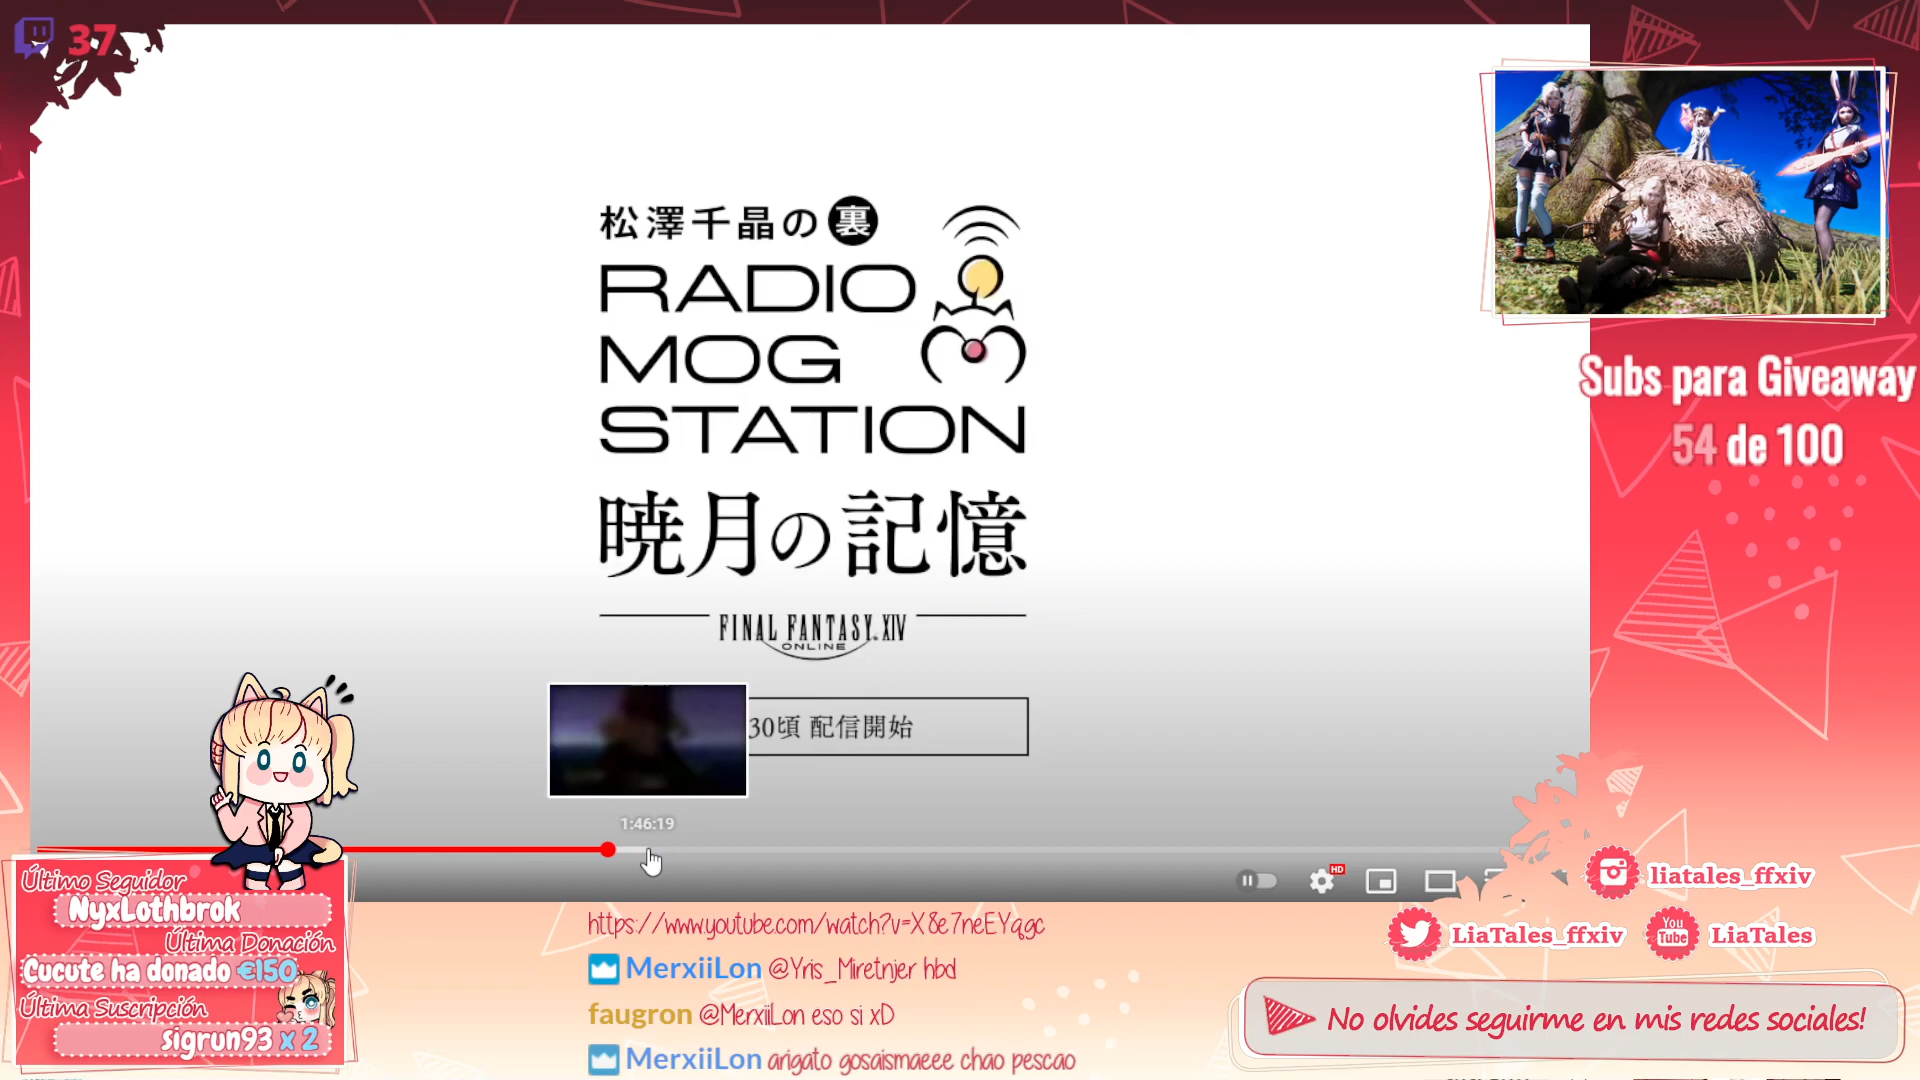 37
松澤千晶の裏
RADIO
MOG
STATION
暁月の記憶
FINAL FANTASY XIV
ONLINE
30頃 配信開始
1:46:19
HD
Subs para Giveaway
54 de 100
Último Seguidor
NyxLothbrok
Última Donación
Cucute ha donado €150
Última Suscripción
sigrun93 x 2
https://www.youtube.com/watch?v=X8e7neEYqgc
MerxiiLon @Yris_Miretnjer hbd
faugron @MerxiiLon eso si xD
MerxiiLon arigato gosaismaeee chao pescao
liatales_ffxiv
LiaTales_ffxiv
You
Tube
LiaTales
No olvides seguirme en mis redes sociales!